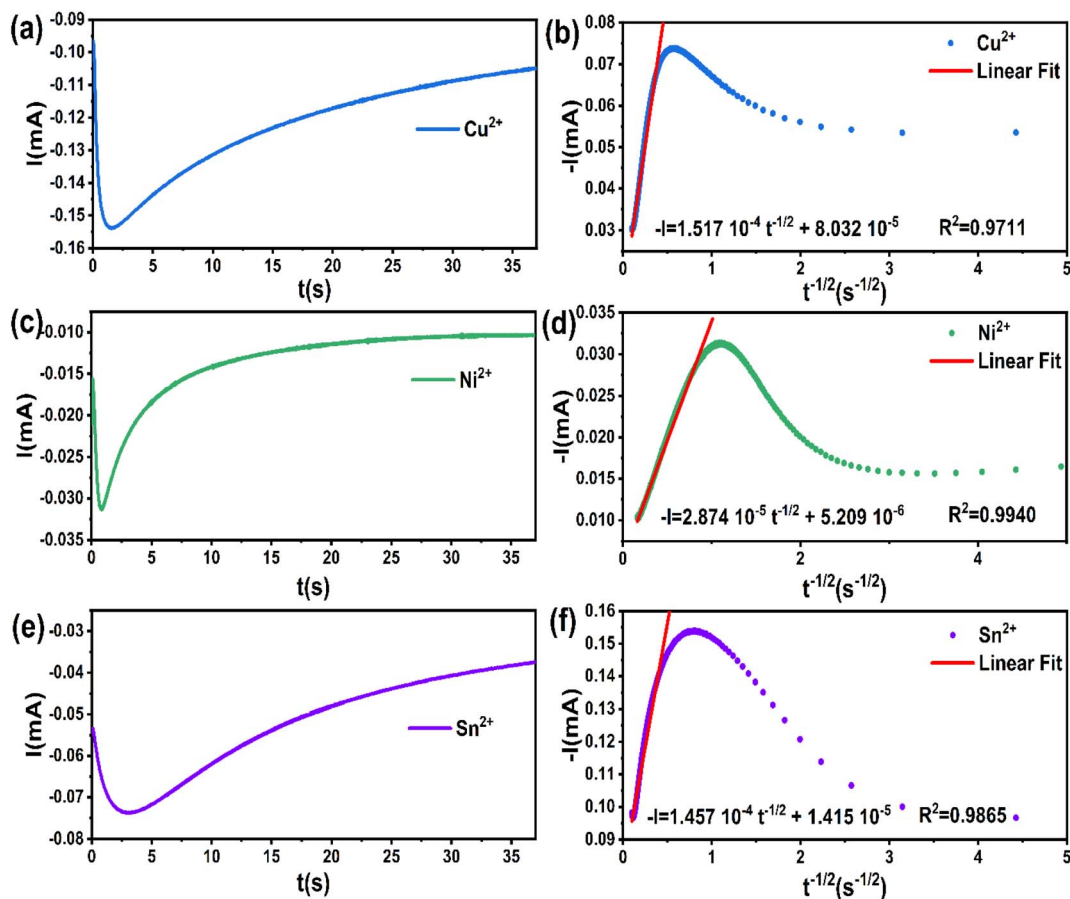 (a)
-0.09
-0.10
-0.11
-0.12
-0.13
-0.14
-0.15
-0.16
I(mA)
Cu2+
0 5 10 15 20 25 30 35
t(s)
(b)
0.08
0.07
0.06
0.05
0.04
0.03
-I(mA)
Cu2+
Linear Fit
-I=1.517 10-4 t-1/2 + 8.032 10-5 R2=0.9711
0 1 2 3 4 5
t-1/2(s-1/2)
(c)
-0.010
-0.015
-0.020
-0.025
-0.030
-0.035
I(mA)
Ni2+
0 5 10 15 20 25 30 35
t(s)
(d)
0.035
0.030
0.025
0.020
0.015
0.010
-I(mA)
Ni2+
Linear Fit
-I=2.874 10-5 t-1/2 + 5.209 10-6 R2=0.9940
0 2 4
t-1/2(s-1/2)
(e)
-0.03
-0.04
-0.05
-0.06
-0.07
-0.08
I(mA)
Sn2+
0 5 10 15 20 25 30 35
t(s)
(f)
0.16
0.15
0.14
0.13
0.12
0.11
0.10
0.09
-I(mA)
Sn2+
Linear Fit
-I=1.457 10-4 t-1/2 + 1.415 10-5 R2=0.9865
0 1 2 3 4 5
t-1/2(s-1/2)